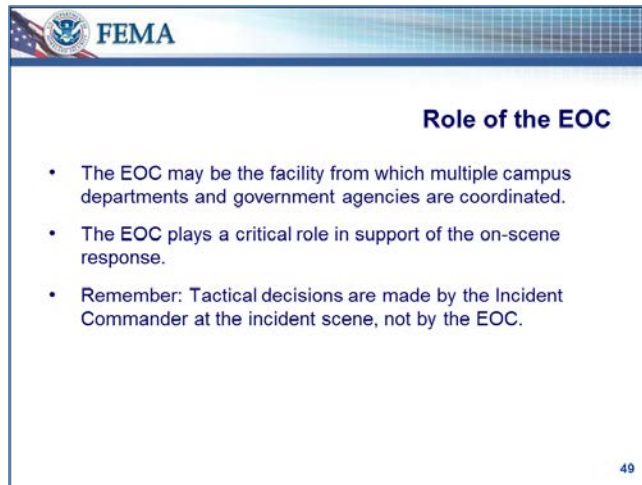 FEMA
Role of the EOC
• The EOC may be the facility from which multiple campus
departments and government agencies are coordinated.
• The EOC plays a critical role in support of the on-scene
response.
• Remember: Tactical decisions are made by the Incident
Commander at the incident scene, not by the EOC.
49